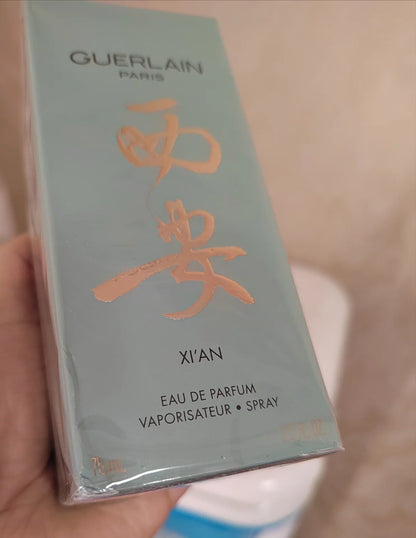 GUERLAIN
PARIS
西
安
XI'AN
EAU DE PARFUM
VAPORISATEUR • SPRAY